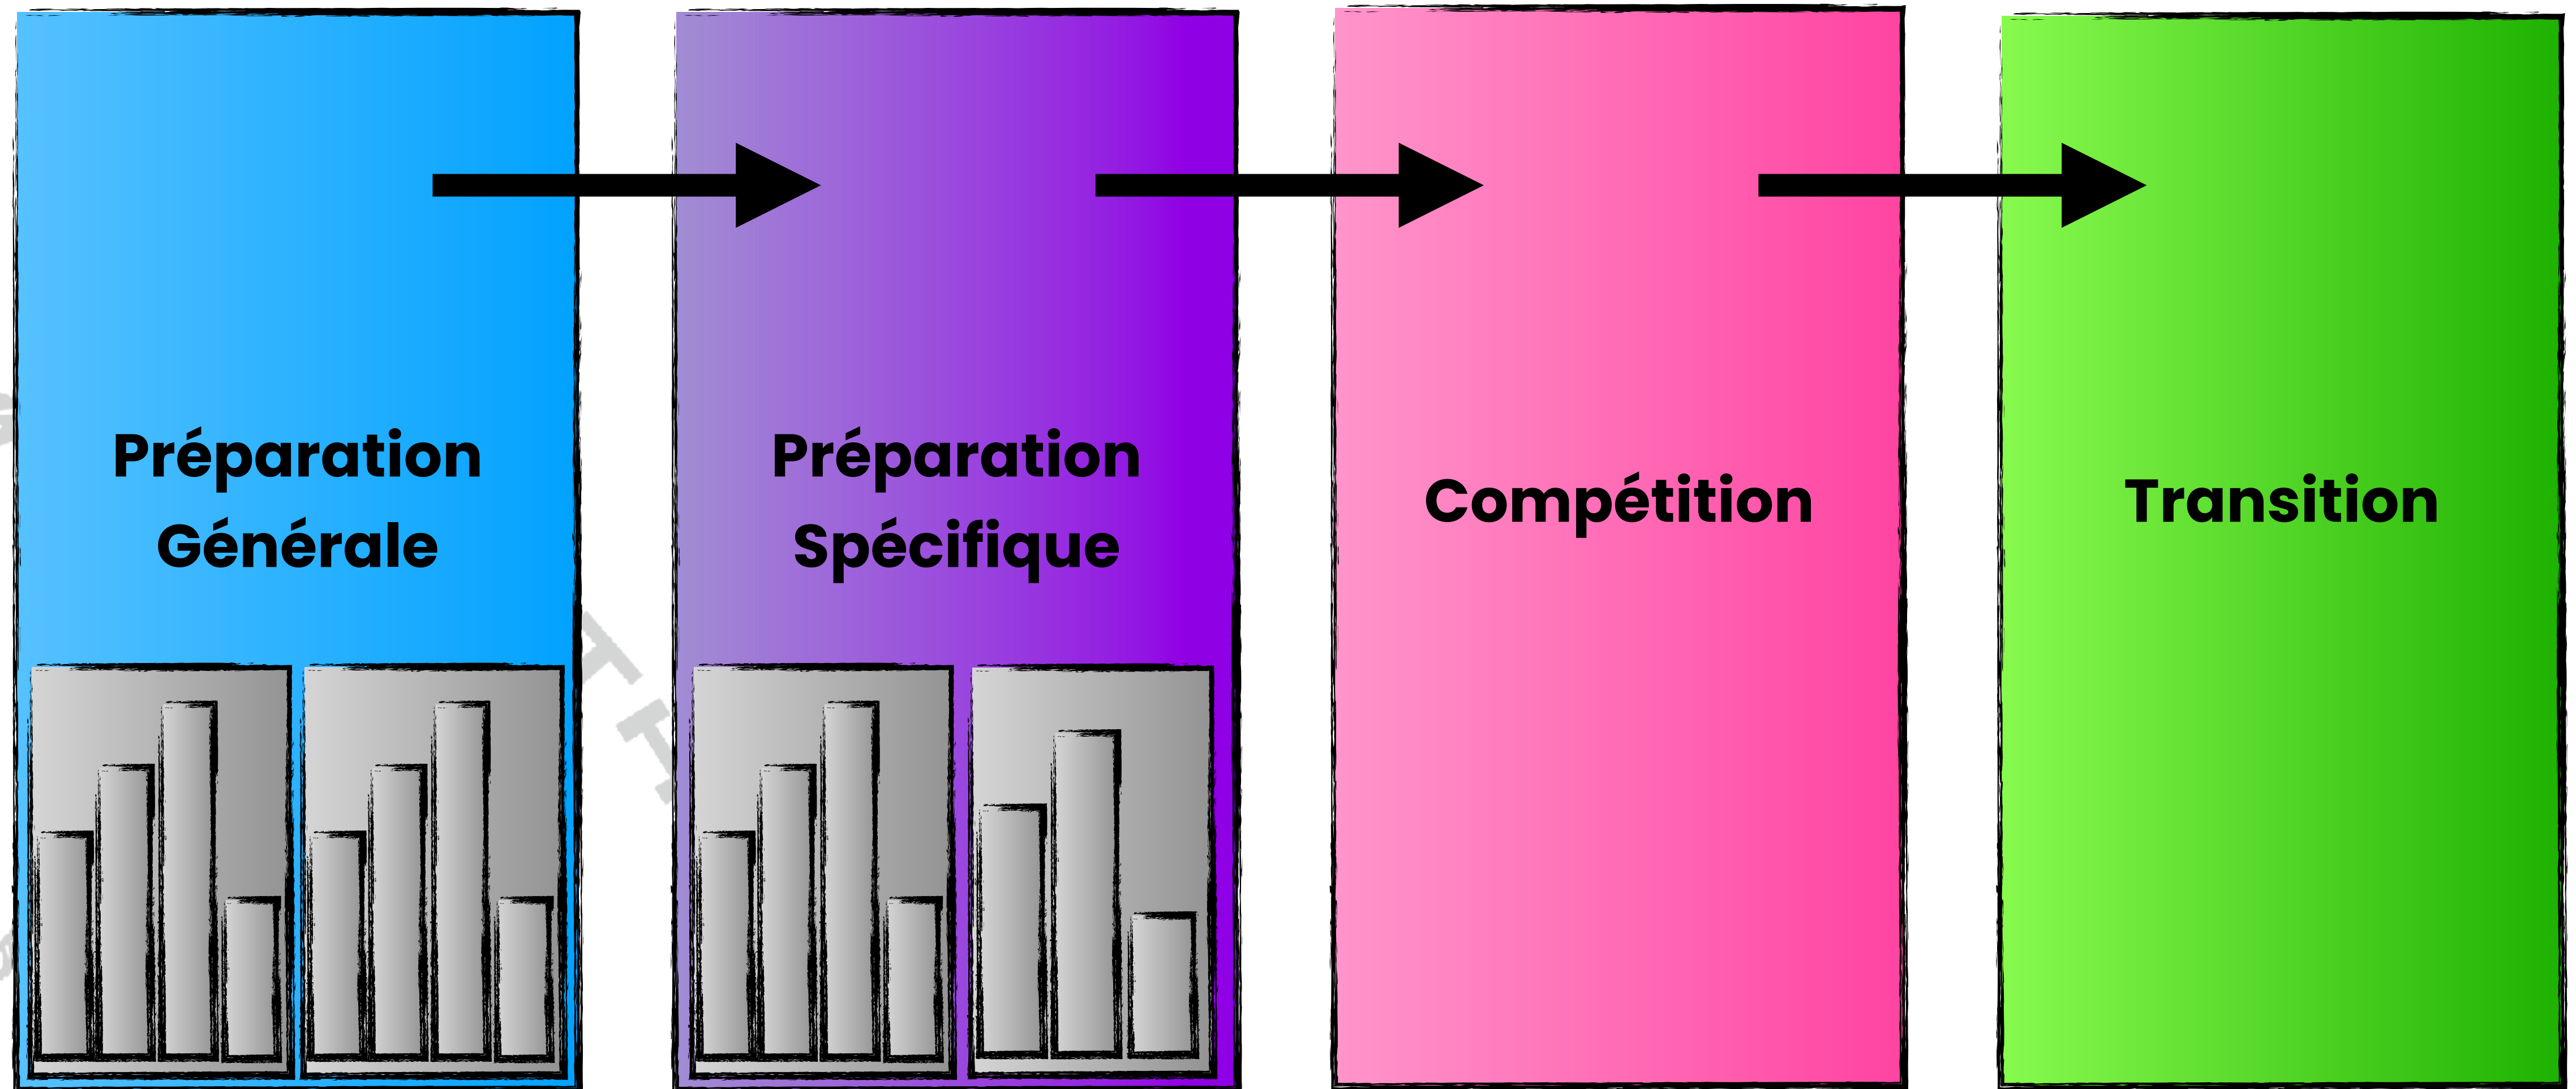 Préparation
Générale
Préparation
Spécifique
Compétition
Transition